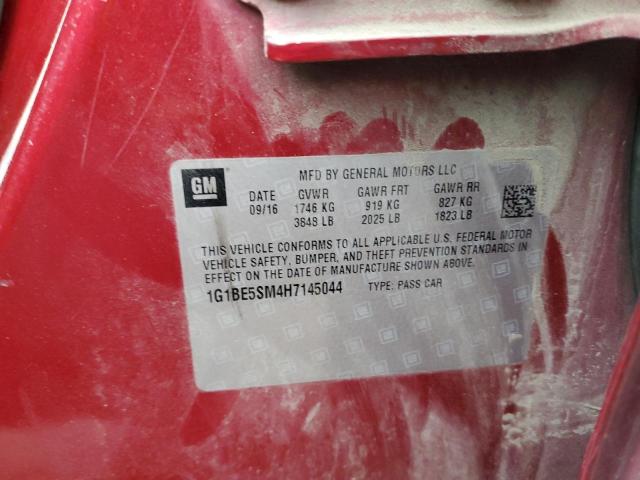 GM
MFD BY GENERAL MOTORS LLC
DATE GVWR GAWR FRT GAWR RR
09/16 1746 KG 919 KG 827 KG
3848 LB 2025 LB 1823 LB
THIS VEHICLE CONFORMS TO ALL APPLICABLE U.S. FEDERAL MOTOR
VEHICLE SAFETY, BUMPER, AND THEFT PREVENTION STANDARDS IN
EFFECT ON THE DATE OF MANUFACTURE SHOWN ABOVE.
1G1BE5SM4H7145044 TYPE: PASS CAR